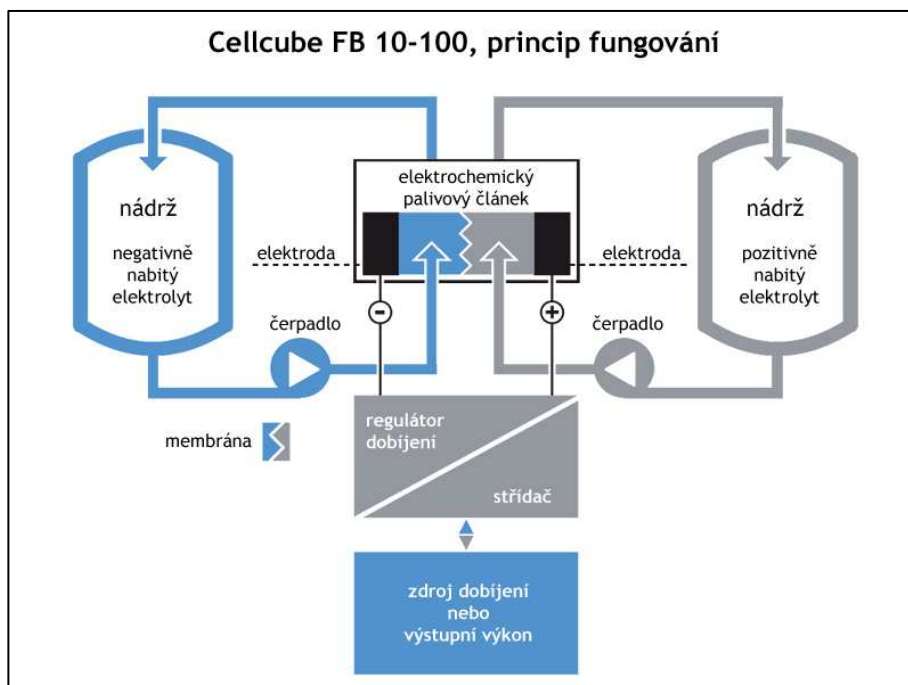 Cellcube FB 10-100, princip fungování
elektrochemický
palivový článek
nádrž
negativně
nabitý
elektrolyt
elektroda
elektroda
nádrž
pozitivně
nabitý
elektrolyt
-
+
čerpadlo
čerpadlo
membrána
regulátor
dobíjení
střídač
zdroj dobíjení
nebo
výstupní výkon